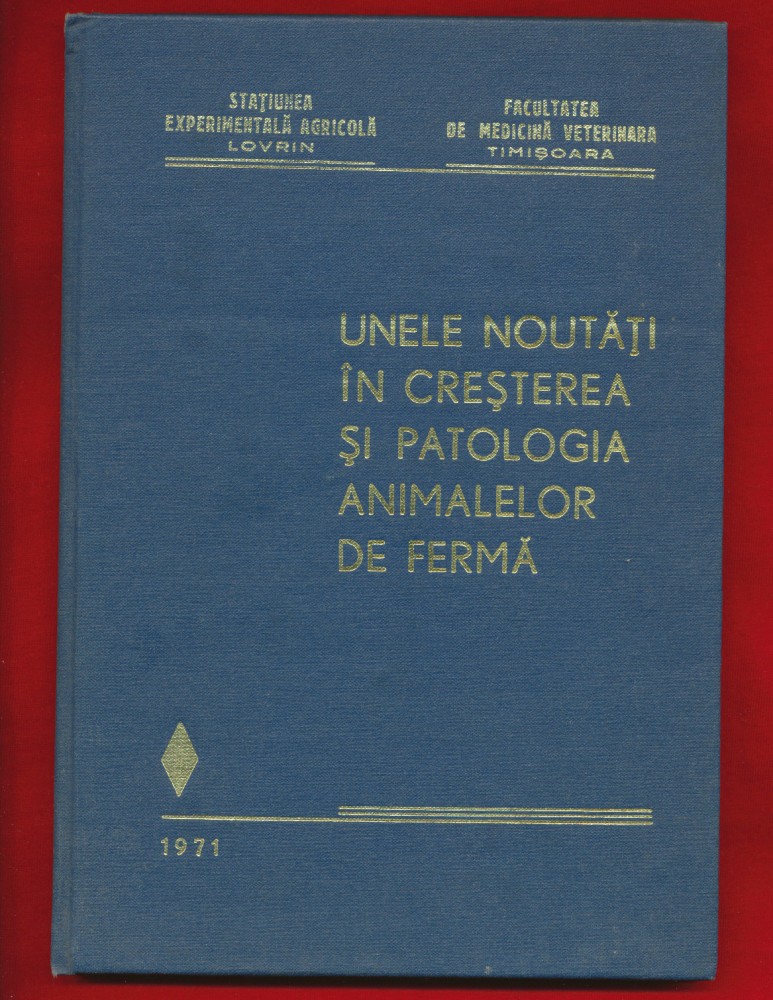 STAȚIUNEA
EXPERIMENTALĂ AGRICOLĂ
LOVRIN
FACULTATEA
DE MEDICINĂ VETERINARA
TIMIȘOARA
UNELE NOUTĂȚI
ÎN CREȘTEREA
ȘI PATOLOGIA
ANIMALELOR
DE FERMĂ
1971